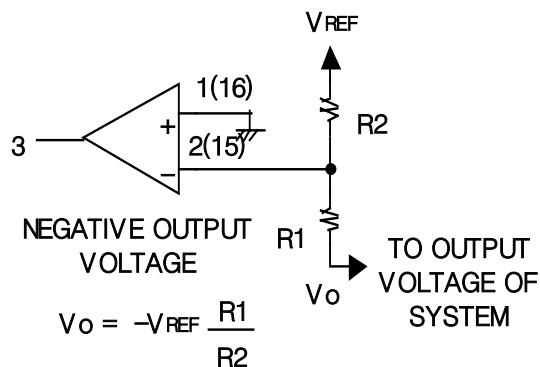 VREF
1(16)
+
R2
3
2(15)
−
NEGATIVE OUTPUT
VOLTAGE
R1
TO OUTPUT
VOLTAGE OF
SYSTEM
Vo
Vo = -VREF R1
R2